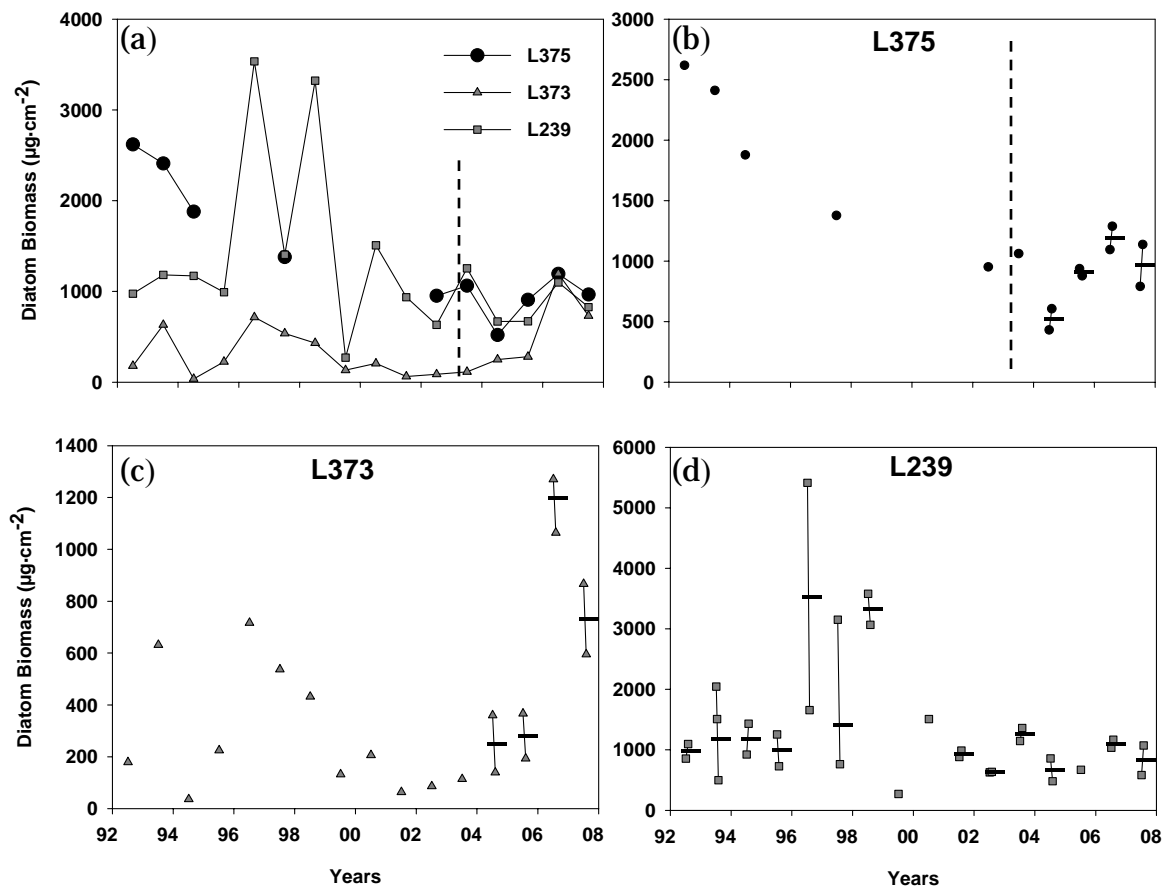 (a)
L375
L373
L239
Diatom Biomass (µg·cm-2)
4000
3000
2000
1000
0
(b)
L375
3000
2500
2000
1500
1000
500
0
(c)
L373
Diatom Biomass (µg·cm-2)
1400
1200
1000
800
600
400
200
0
92 94 96 98 00 02 04 06 08
Years
(d)
L239
6000
5000
4000
3000
2000
1000
0
92 94 96 98 00 02 04 06 08
Years